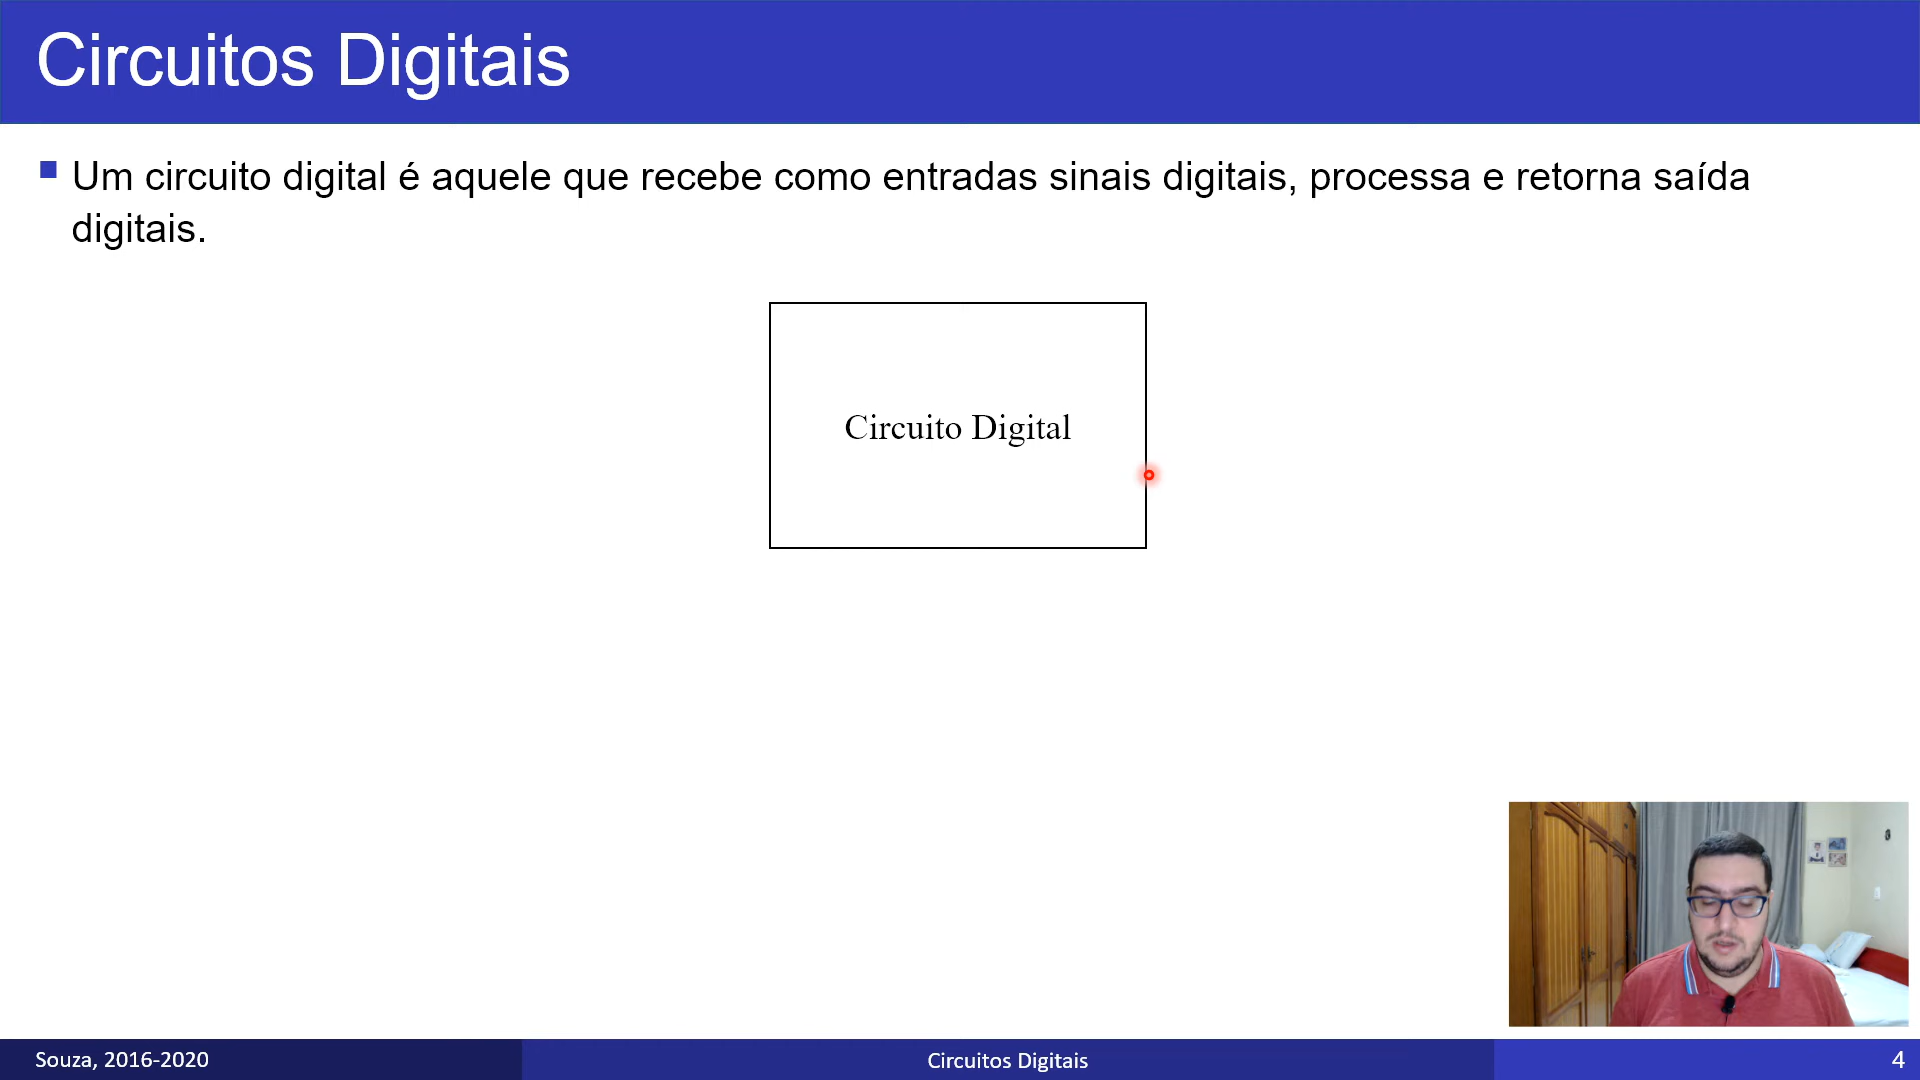 Circuitos Digitais
Um circuito digital é aquele que recebe como entradas sinais digitais, processa e retorna saída
digitais.
Circuito Digital
Souza, 2016-2020
Circuitos Digitais
4